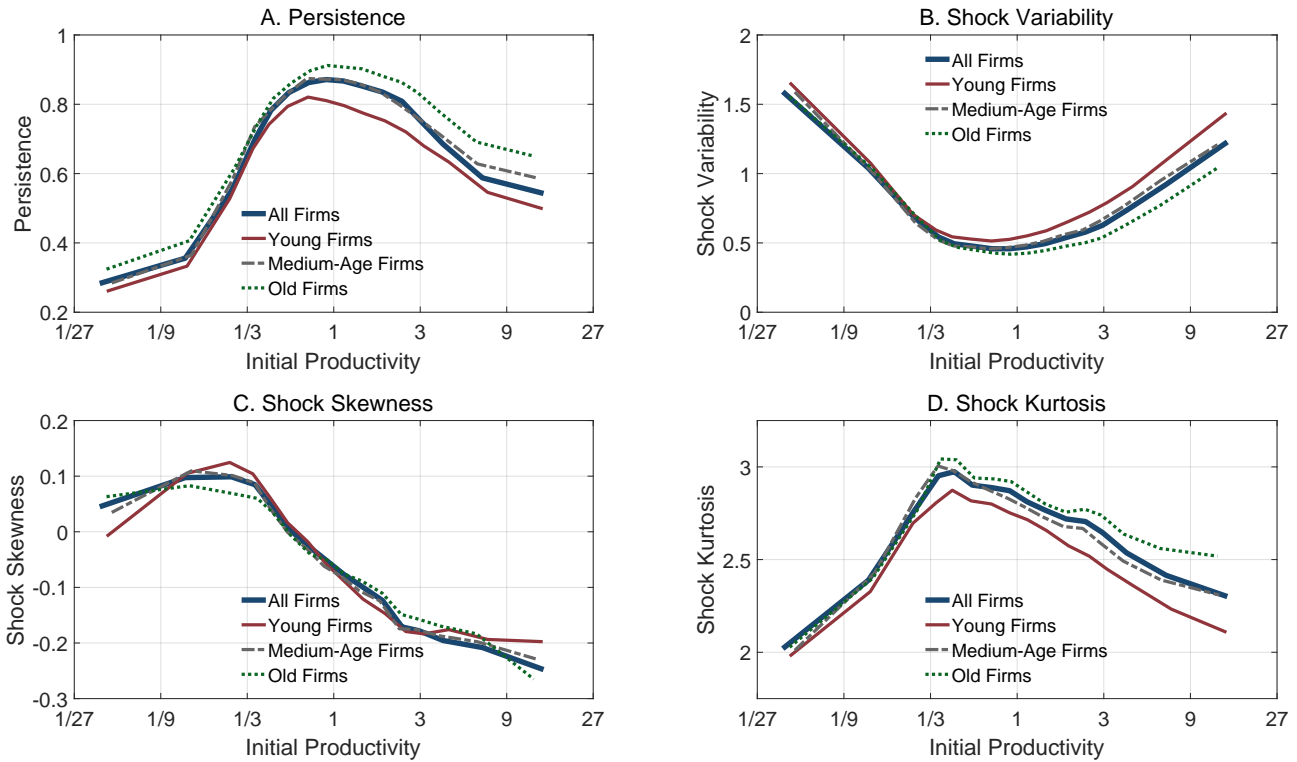 A. Persistence
1
0.8
0.6
0.4
0.2
Persistence
All Firms
Young Firms
Medium-Age Firms
Old Firms
1/27 1/9 1/3 1 3 9 27
Initial Productivity
B. Shock Variability
2
1.5
1
0.5
0
Shock Variability
All Firms
Young Firms
Medium-Age Firms
Old Firms
1/27 1/9 1/3 1 3 9 27
Initial Productivity
C. Shock Skewness
0.2
0.1
0
-0.1
-0.2
-0.3
Shock Skewness
All Firms
Young Firms
Medium-Age Firms
Old Firms
1/27 1/9 1/3 1 3 9 27
Initial Productivity
D. Shock Kurtosis
3
2.5
2
Shock Kurtosis
All Firms
Young Firms
Medium-Age Firms
Old Firms
1/27 1/9 1/3 1 3 9 27
Initial Productivity